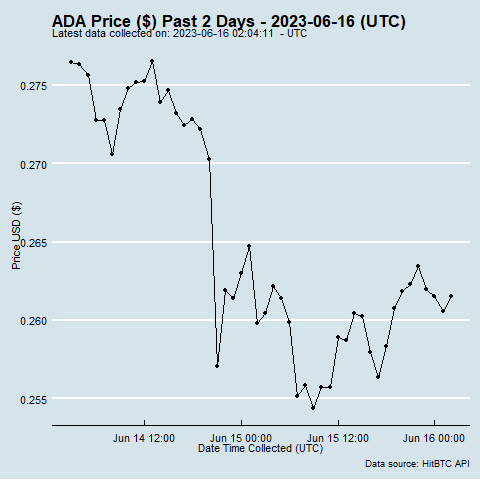 ADA Price ($) Past 2 Days - 2023-06-16 (UTC)
Latest data collected on: 2023-06-16 02:04:11  - UTC
0.275
0.270
0.265
0.260
0.255
Price USD ($)
Jun 14 12:00
Jun 15 00:00
Jun 15 12:00
Jun 16 00:00
Date Time Collected (UTC)
Data source: HitBTC API